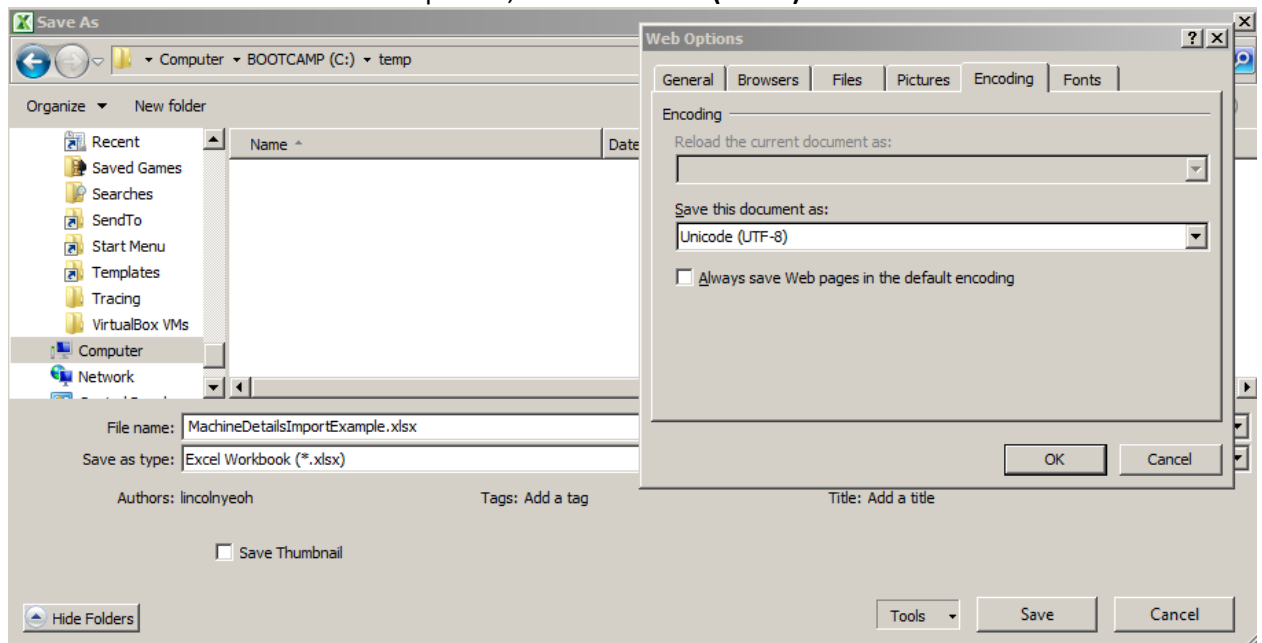 Save As
Computer BOOTCAMP (C:) temp
Organize New folder
Name Date
Recent
Saved Games
Searches
SendTo
Start Menu
Templates
Tracing
VirtualBox VMs
Computer
Network
File name: MachineDetailsImportExample.xlsx
Save as type: Excel Workbook (*.xlsx)
Authors: lincolnyeoh Tags: Add a tag Title: Add a title
Save Thumbnail
Hide Folders Tools Save Cancel
Web Options
General Browsers Files Pictures Encoding Fonts
Encoding
Reload the current document as:
Save this document as:
Unicode (UTF-8)
Always save Web pages in the default encoding
OK Cancel